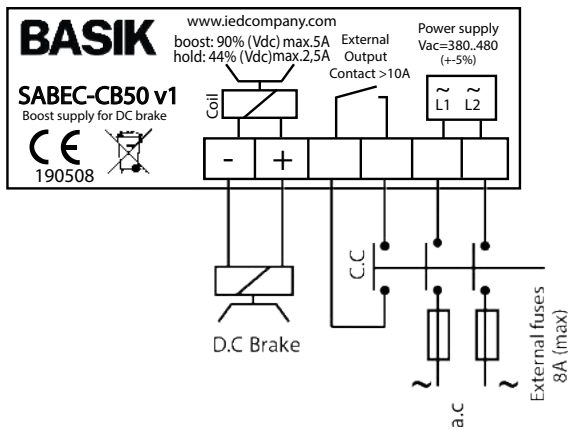 BASIK
www.iedcompany.com
boost: 90% (Vdc) max.5A
hold: 44% (Vdc)max.2,5A
External
Output
Contact >10A
Power supply
Vac=380..480
(+-5%)
SABEC-CB50 v1
Boost supply for DC brake
CE
190508
Coil
~ ~
L1 L2
- +
C.C
D.C Brake
~ ~
a.c
External fuses
8A (max)